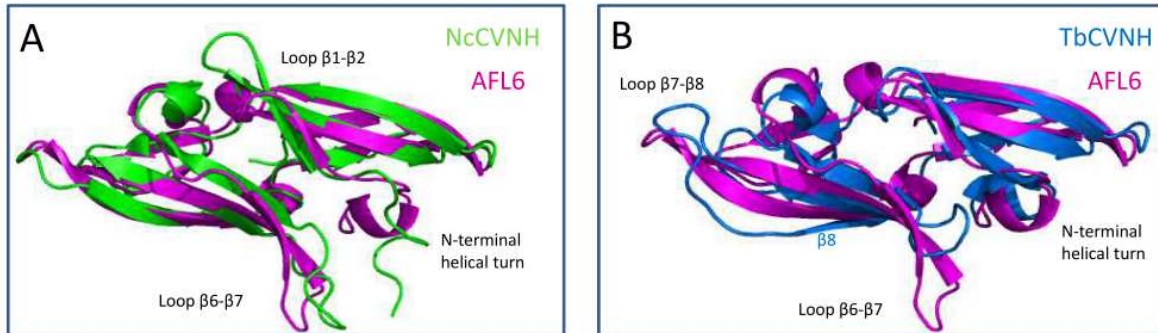 A
NcCVNH
AFL6
Loop β1-β2
N-terminal
helical turn
Loop β6-β7
B
TbCVNH
AFL6
Loop β7-β8
β8
N-terminal
helical turn
Loop β6-β7